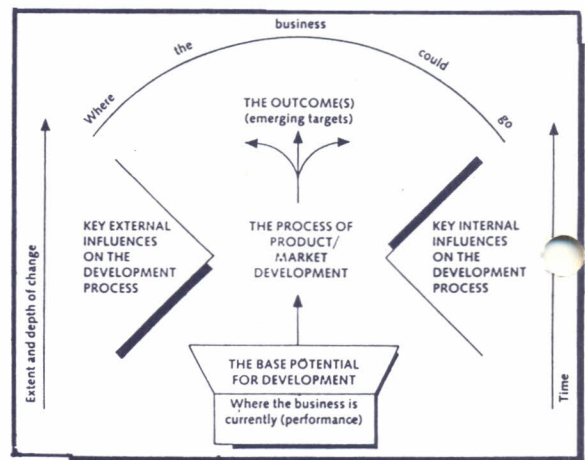 Where the business could go
THE OUTCOME(S)
(emerging targets)
Extent and depth of change
KEY EXTERNAL
INFLUENCES
ON THE
DEVELOPMENT
PROCESS
THE PROCESS OF
PRODUCT/
MARKET
DEVELOPMENT
KEY INTERNAL
INFLUENCES
ON THE
DEVELOPMENT
PROCESS
Time
THE BASE POTENTIAL
FOR DEVELOPMENT
Where the business is
currently (performance)